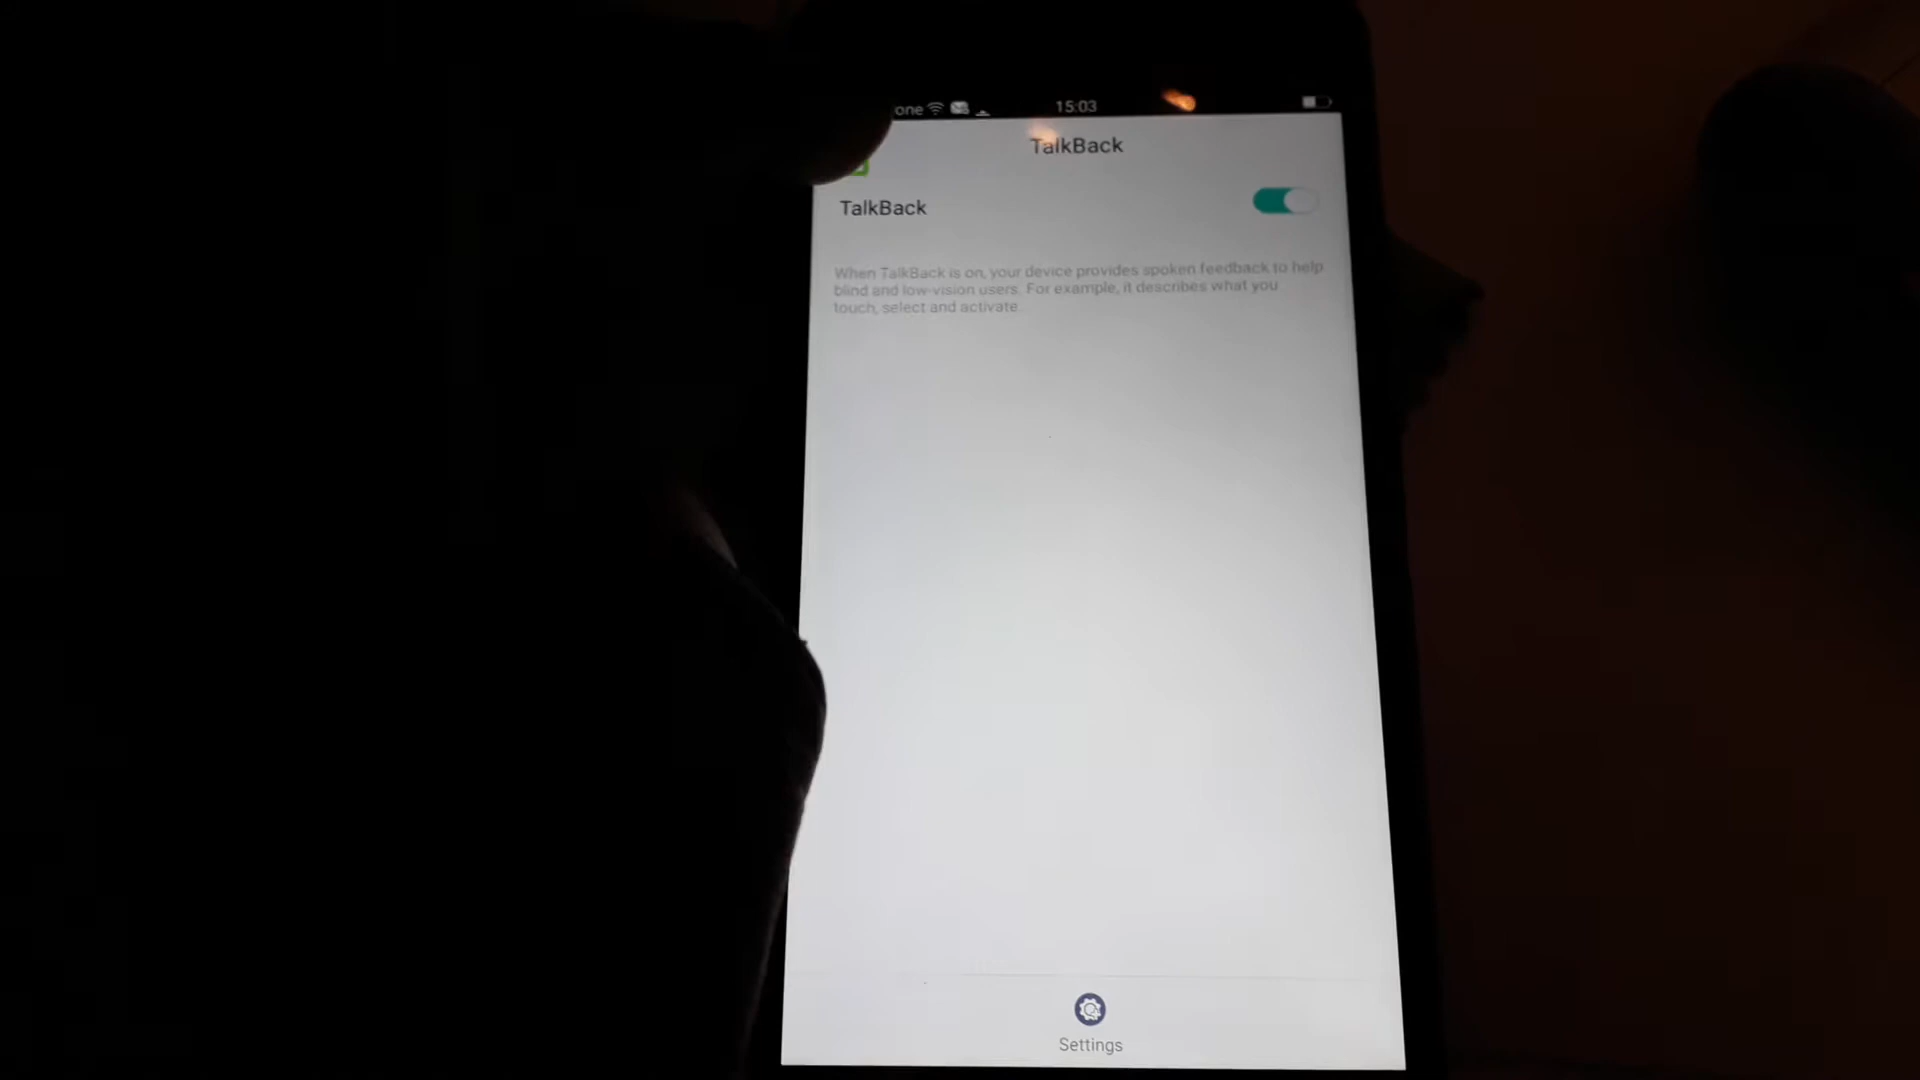 one
15:03
TalkBack
TalkBack
When TalkBack is on, your device provides spoken feedback to help
blind and low-vision users. For example, it describes what you
touch, select and activate.
Settings